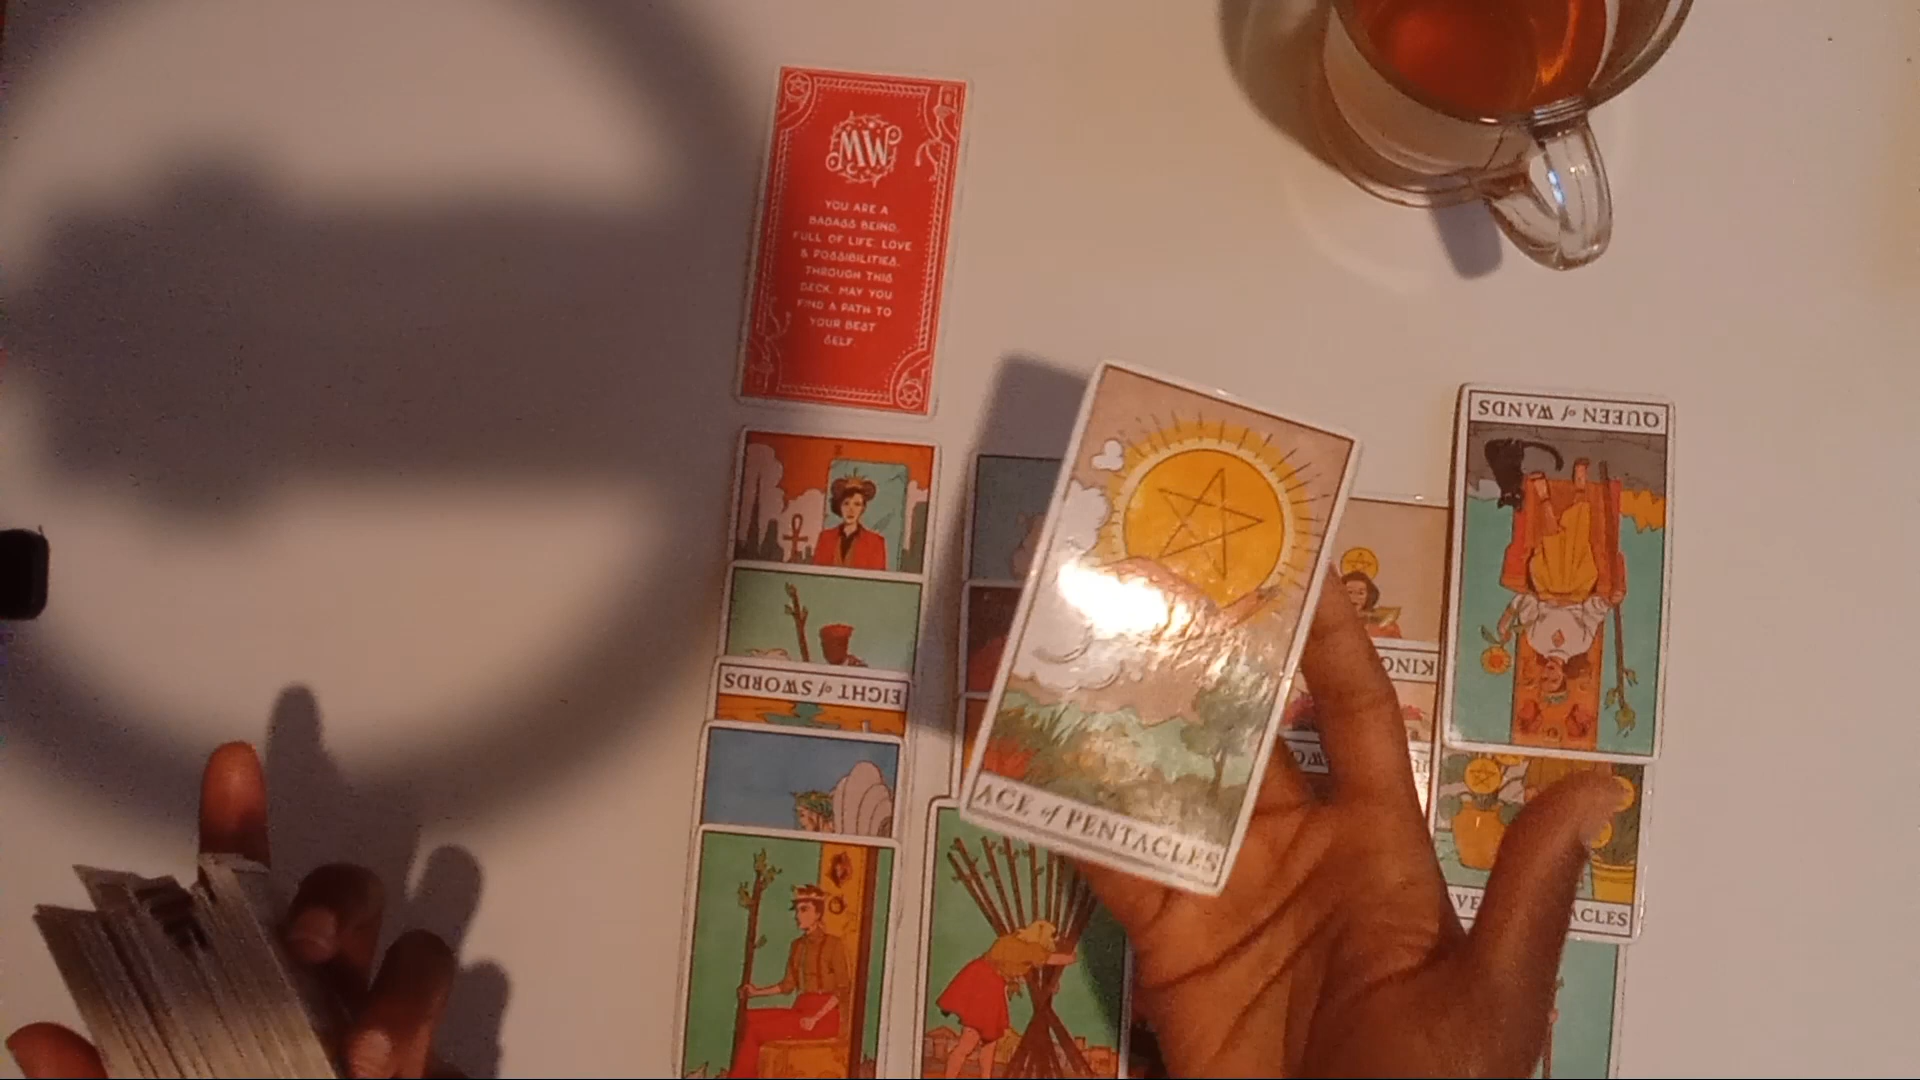 MW
YOU ARE A
BADASS BEING,
FULL OF LIFE, LOVE
& POSSIBILITIES.
THROUGH THIS
DECK, MAY YOU
FIND A PATH TO
YOUR BEST
SELF.
QUEEN of WANDS
EIGHT of SWORDS
KING
ACE of PENTACLES